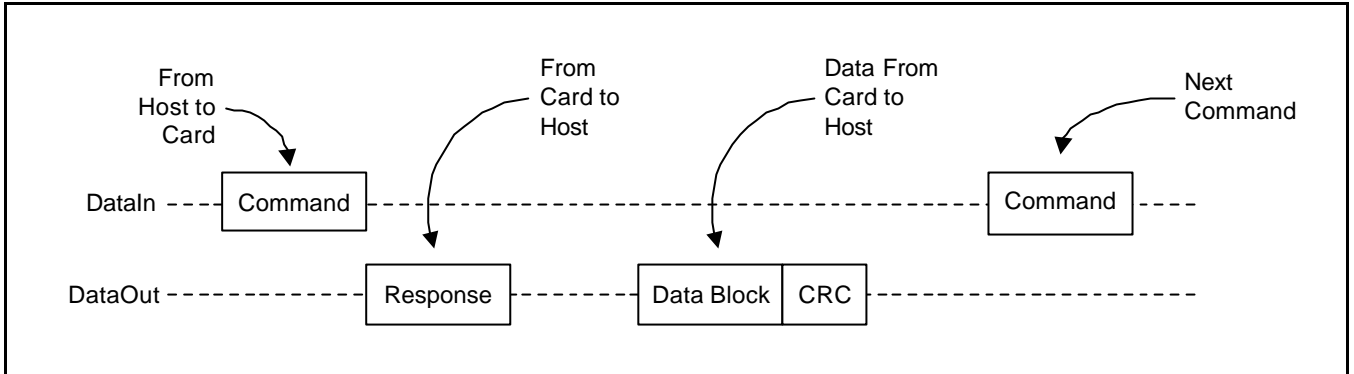 From
Host to
Card
From
Card to
Host
Data From
Card to
Host
Next
Command
DataIn
Command
Command
DataOut
Response
Data Block
CRC